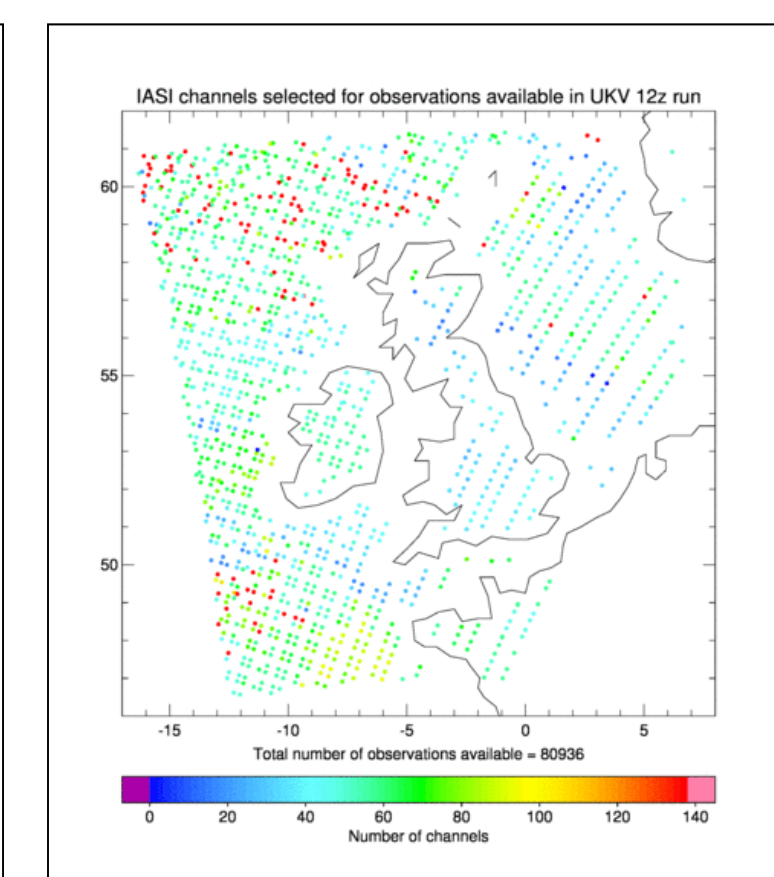 IASI channels selected for observations available in UKV 12z run
60
55
50
-15 -10 -5 0 5
Total number of observations available = 80936
0 20 40 60 80 100 120 140
Number of channels